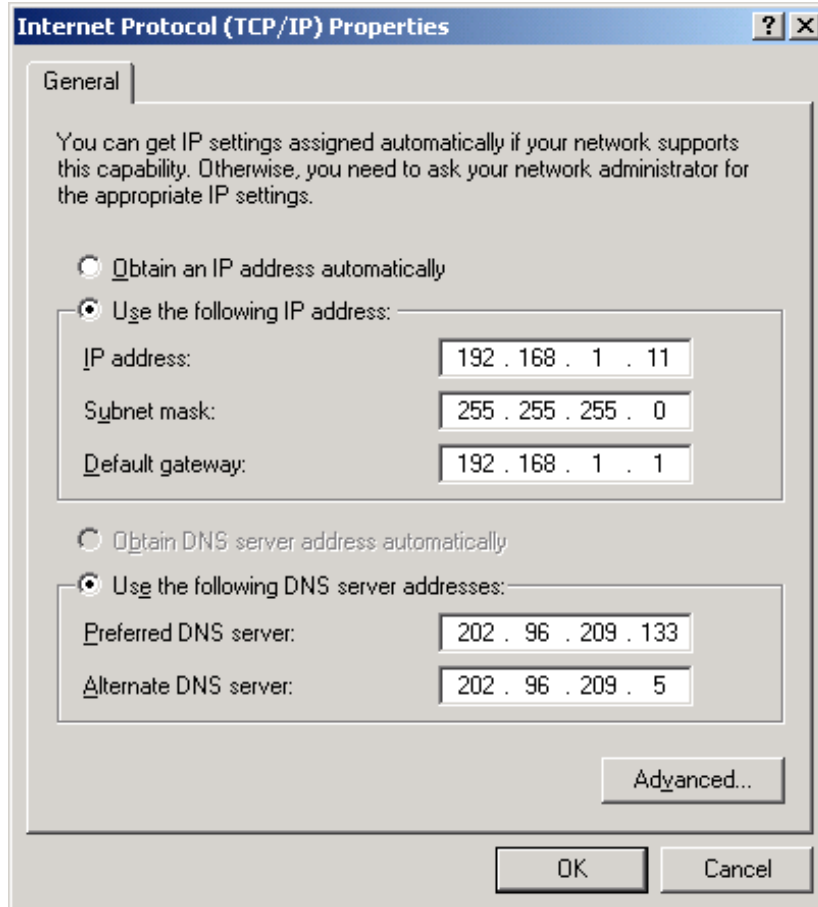 Internet Protocol (TCP/IP) Properties
General
You can get IP settings assigned automatically if your network supports
this capability. Otherwise, you need to ask your network administrator for
the appropriate IP settings.
Obtain an IP address automatically
Use the following IP address:
IP address: 192 . 168 . 1 . 11
Subnet mask: 255 . 255 . 255 . 0
Default gateway: 192 . 168 . 1 . 1
Obtain DNS server address automatically
Use the following DNS server addresses:
Preferred DNS server: 202 . 96 . 209 . 133
Alternate DNS server: 202 . 96 . 209 . 5
Advanced...
OK Cancel